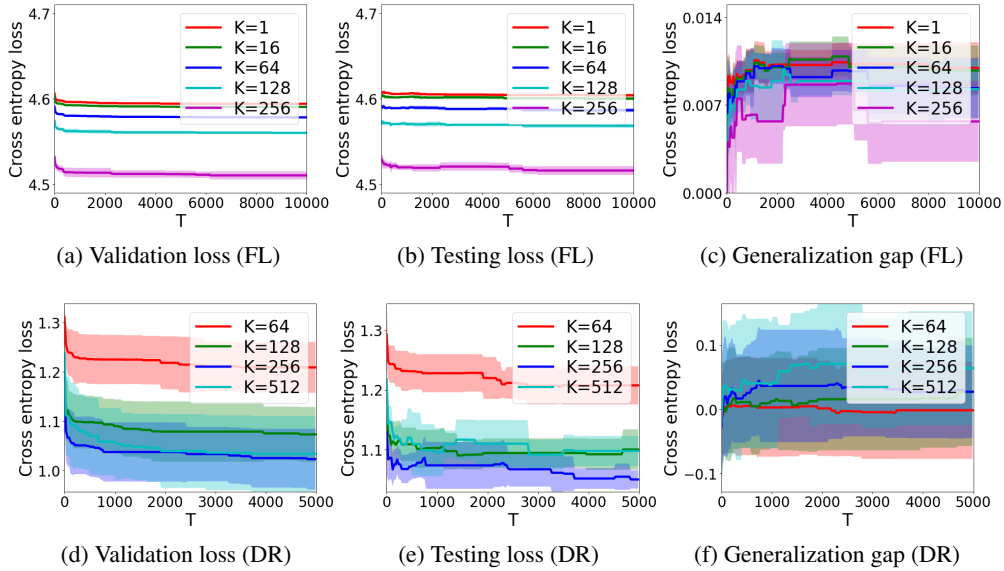 4.7
4.6
4.5
Cross entropy loss
K=1
K=16
K=64
K=128
K=256
0 2000 4000 6000 8000 10000
T
(a) Validation loss (FL)
4.7
4.6
4.5
Cross entropy loss
K=1
K=16
K=64
K=128
K=256
0 2000 4000 6000 8000 10000
T
(b) Testing loss (FL)
0.014
0.007
0.000
Cross entropy loss
K=1
K=16
K=64
K=128
K=256
0 2000 4000 6000 8000 10000
T
(c) Generalization gap (FL)
1.3
1.2
1.1
1.0
Cross entropy loss
K=64
K=128
K=256
K=512
0 1000 2000 3000 4000 5000
T
(d) Validation loss (DR)
1.3
1.2
1.1
Cross entropy loss
K=64
K=128
K=256
K=512
0 1000 2000 3000 4000 5000
T
(e) Testing loss (DR)
0.1
0.0
−0.1
Cross entropy loss
K=64
K=128
K=256
K=512
0 1000 2000 3000 4000 5000
T
(f) Generalization gap (DR)